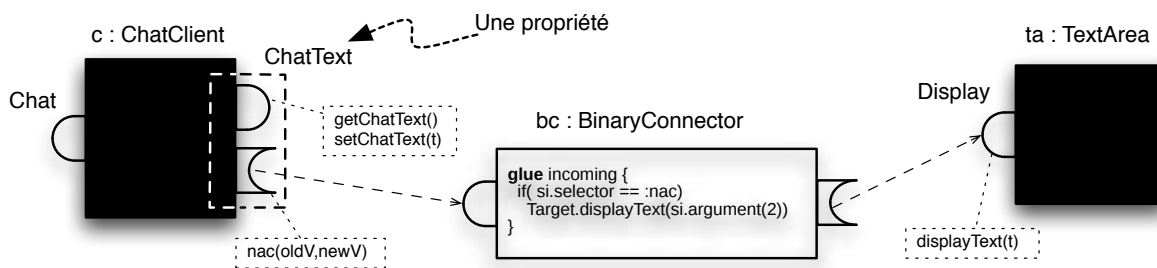 Une propriété
c : ChatClient
ta : TextArea
ChatText
Chat
Display
getChatText()
setChatText(t)
bc : BinaryConnector
glue incoming {
if( si.selector == :nac)
Target.displayText(si.argument(2))
}
nac(oldV,newV)
displayText(t)